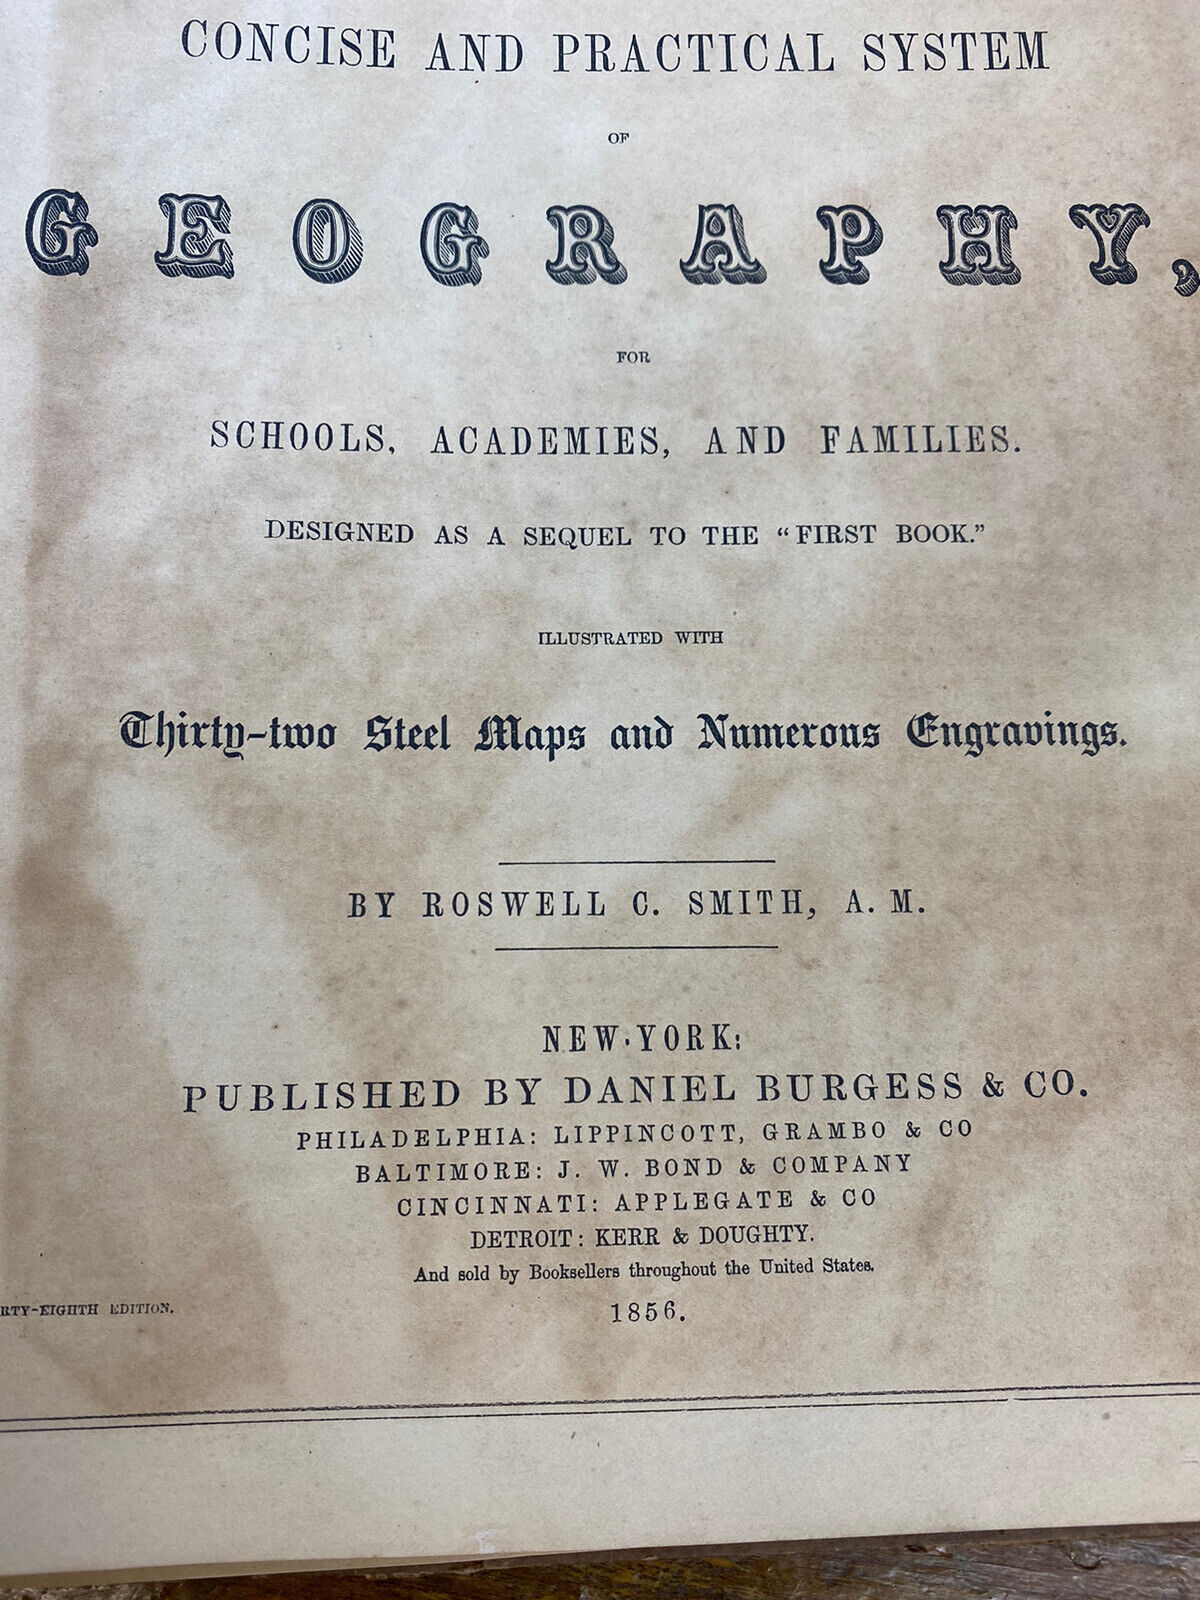 CONCISE AND PRACTICAL SYSTEM
OF
GEOGRAPHY,
FOR
SCHOOLS, ACADEMIES, AND FAMILIES.
DESIGNED AS A SEQUEL TO THE "FIRST BOOK."
ILLUSTRATED WITH
Thirty-two Steel Maps and Numerous Engravings.
BY ROSWELL C. SMITH, A. M.
NEW-YORK:
PUBLISHED BY DANIEL BURGESS & CO.
PHILADELPHIA: LIPPINCOTT, GRAMBO & CO
BALTIMORE: J. W. BOND & COMPANY
CINCINNATI: APPLEGATE & CO
DETROIT: KERR & DOUGHTY.
And sold by Booksellers throughout the United States.
RTY-EIGHTH EDITION.
1856.